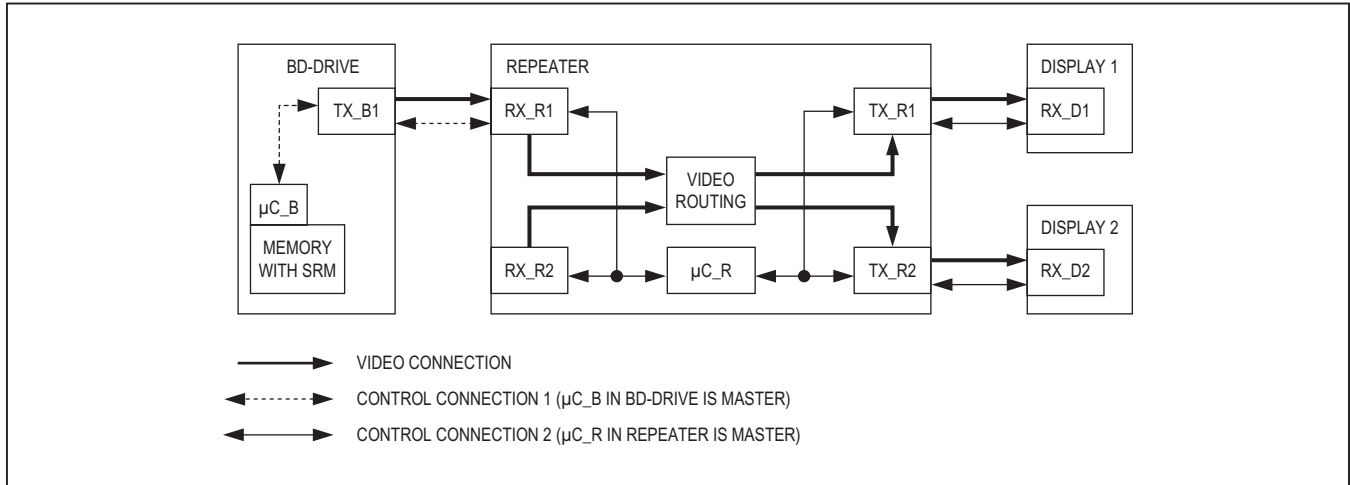 BD-DRIVE
TX_B1
µC_B
MEMORY
WITH SRM
REPEATER
RX_R1
RX_R2
VIDEO
ROUTING
µC_R
TX_R1
TX_R2
DISPLAY 1
RX_D1
DISPLAY 2
RX_D2
VIDEO CONNECTION
CONTROL CONNECTION 1 (µC_B IN BD-DRIVE IS MASTER)
CONTROL CONNECTION 2 (µC_R IN REPEATER IS MASTER)